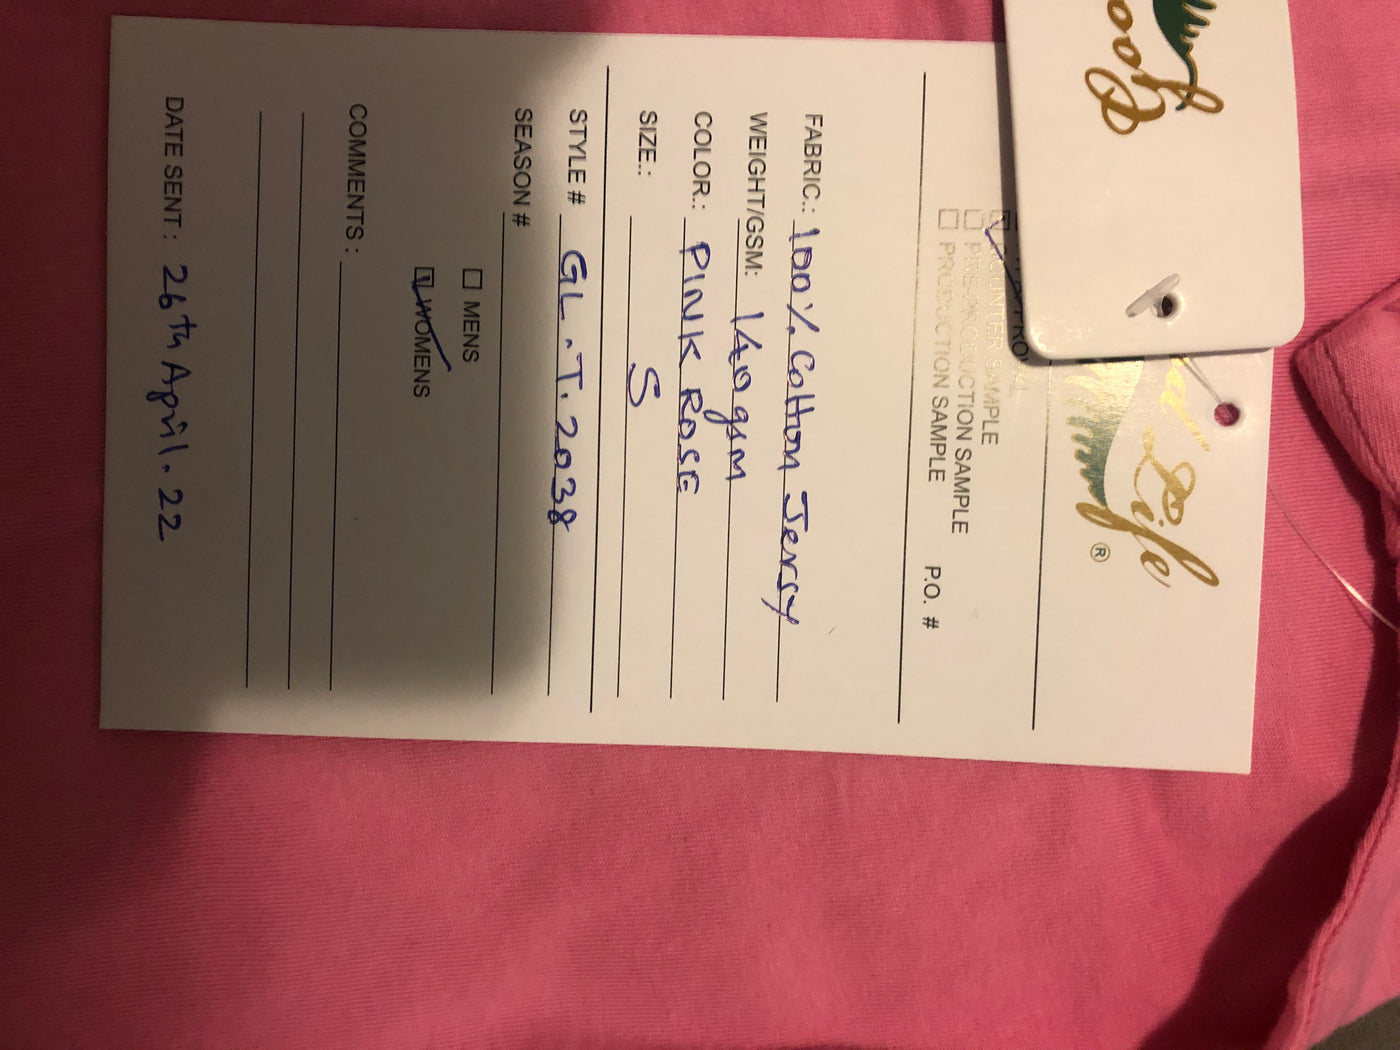 Goo
Life ®
COUNTER SAMPLE
PRE-PRODUCTION SAMPLE
PRODUCTION SAMPLE P.O. #
FABRIC.: 100% Cotton Jersy
WEIGHT/GSM: 140 gsm
COLOR.: PINK ROSE
SIZE.: S
STYLE # GL.T.2038
SEASON #
MENS
WOMENS
COMMENTS :
DATE SENT : 26th April. 22